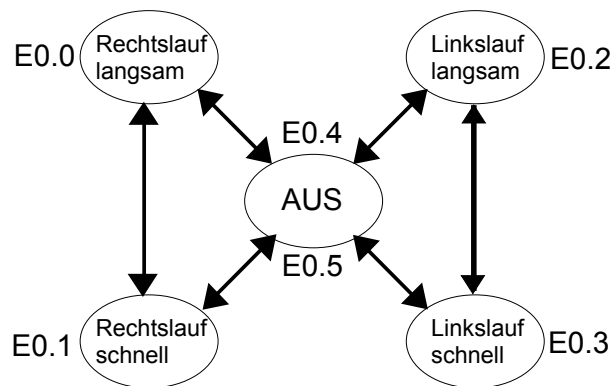 E0.0
Rechtslauf
langsam
Linkslauf
langsam
E0.2
E0.4
AUS
E0.5
E0.1
Rechtslauf
schnell
Linkslauf
schnell
E0.3